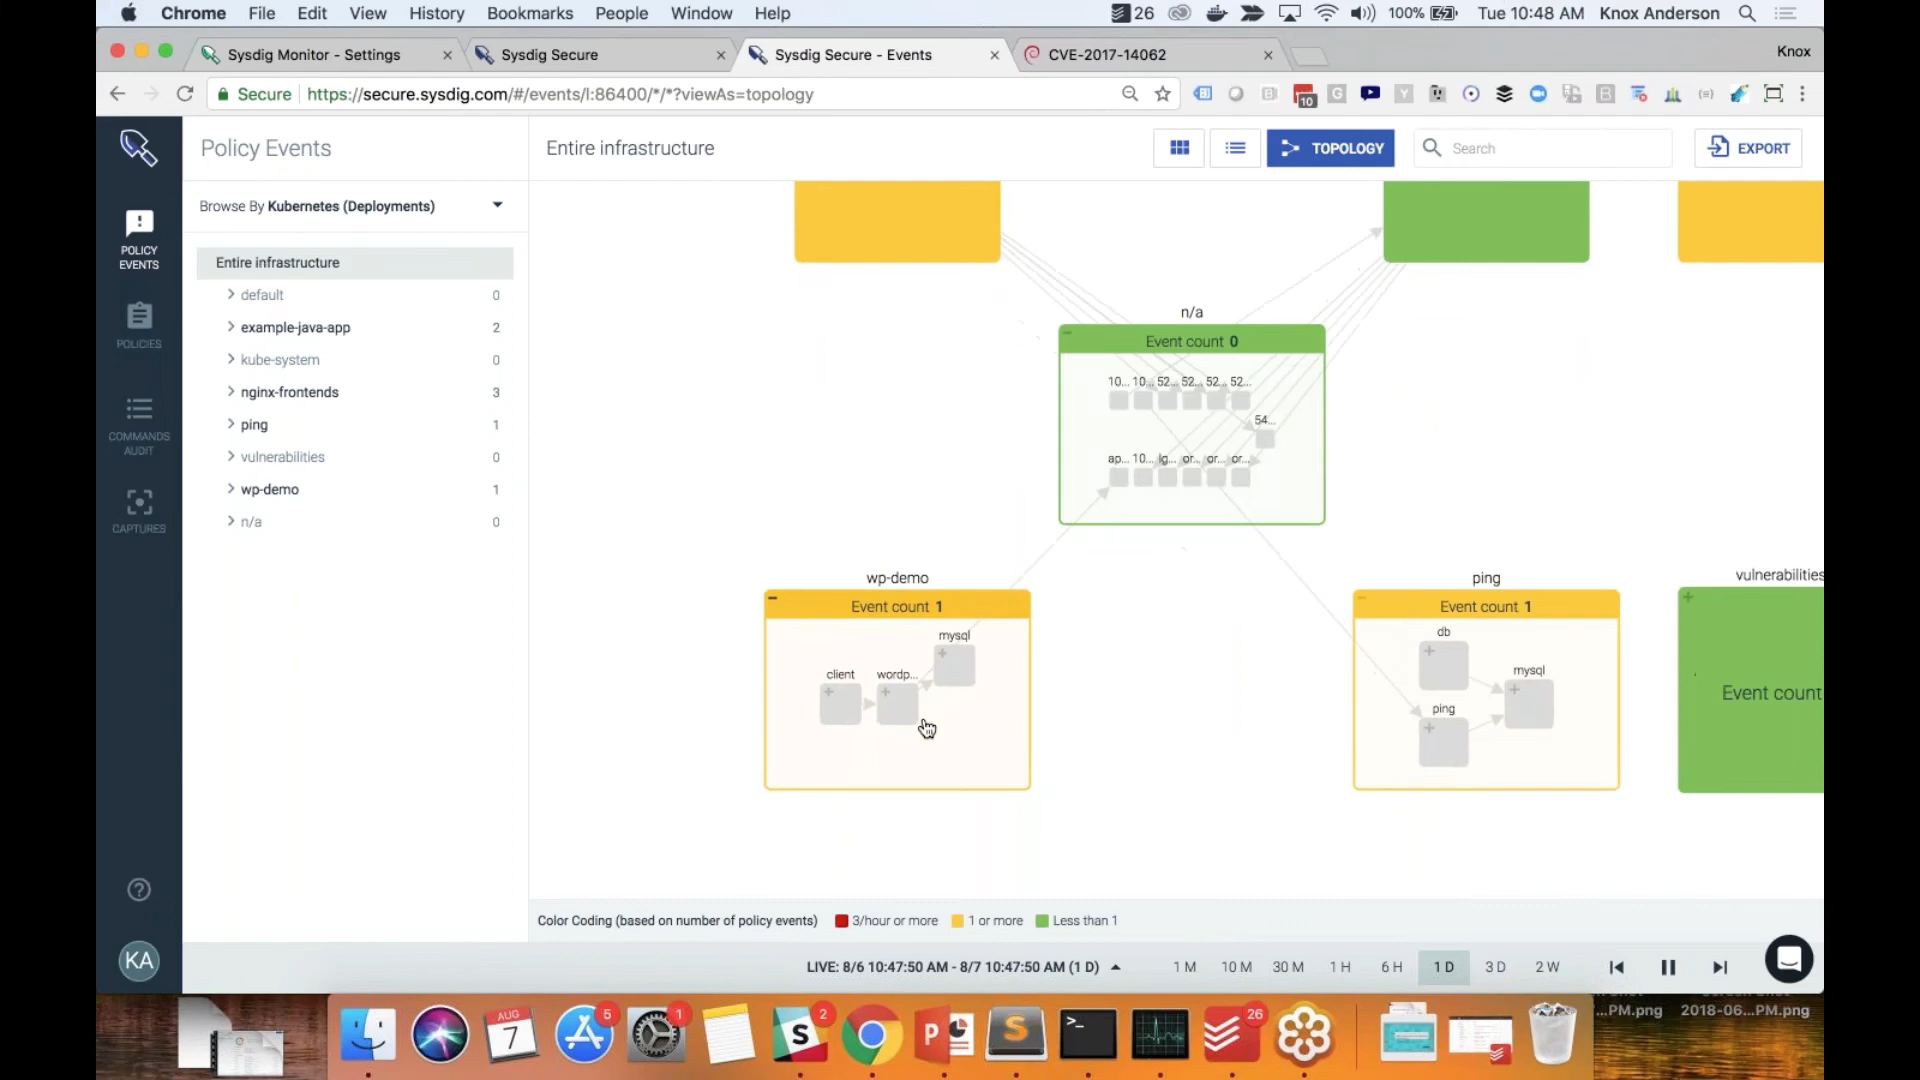 Chrome File Edit View History Bookmarks People Window Help 26 100% Tue 10:48 AM Knox Anderson
Sysdig Monitor - Settings Sysdig Secure Sysdig Secure - Events CVE-2017-14062 Knox
Secure https://secure.sysdig.com/#/events/l:86400/*/*?viewAs=topology 10
Policy Events
Entire infrastructure TOPOLOGY Search EXPORT
Browse By Kubernetes (Deployments)
Entire infrastructure
default 0
example-java-app 2
kube-system 0
nginx-frontends 3
ping 1
vulnerabilities 0
wp-demo 1
n/a 0
POLICY
EVENTS
POLICIES
COMMANDS
AUDIT
CAPTURES
KA
n/a
Event count 0
10... 10... 52... 52... 52... 52...
54...
ap... 10... lg... or... or... or...
wp-demo
Event count 1
mysql
client wordp...
ping
Event count 1
db
mysql
ping
vulnerabilities
Event count
Color Coding (based on number of policy events) 3/hour or more 1 or more Less than 1
LIVE: 8/6 10:47:50 AM - 8/7 10:47:50 AM (1 D) 1 M 10 M 30 M 1 H 6 H 1 D 3 D 2 W
...PM.png 2018-06...PM.png
AUG
7
5
1
2
26